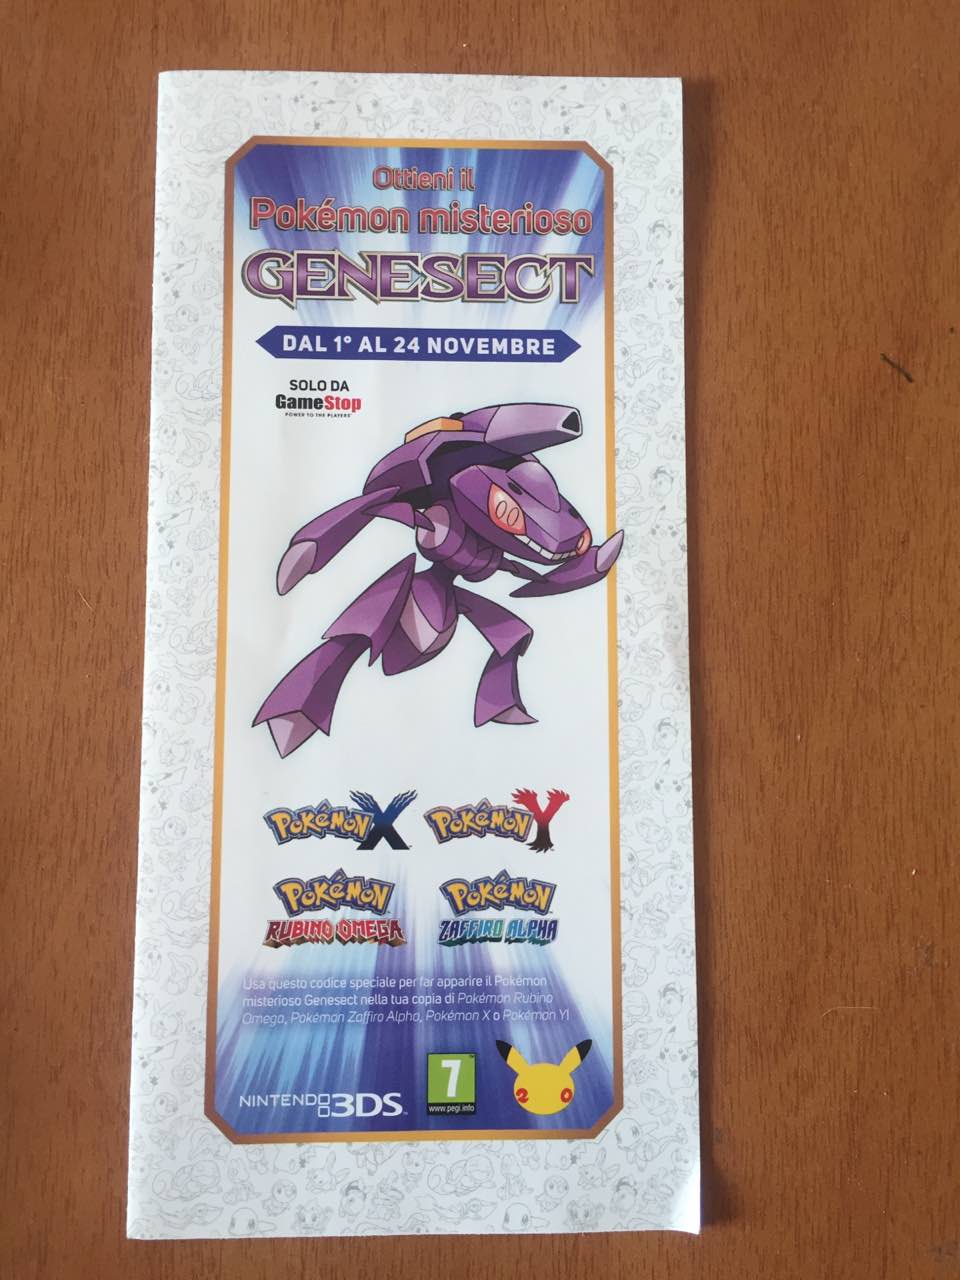 Ottieni il
Pokémon misterioso
GENESECT
DAL 1° AL 24 NOVEMBRE
SOLO DA
GameStop
POWER TO THE PLAYERS
POKÉMON X
POKÉMON Y
POKÉMON
RUBINO OMEGA
POKÉMON
ZAFFIRO ALPHA
Usa questo codice speciale per far apparire il Pokémon
misterioso Genesect nella tua copia di Pokémon Rubino
Omega, Pokémon Zaffiro Alpha, Pokémon X o Pokémon Y!
NINTENDO 3DS™
7
www.pegi.info
20